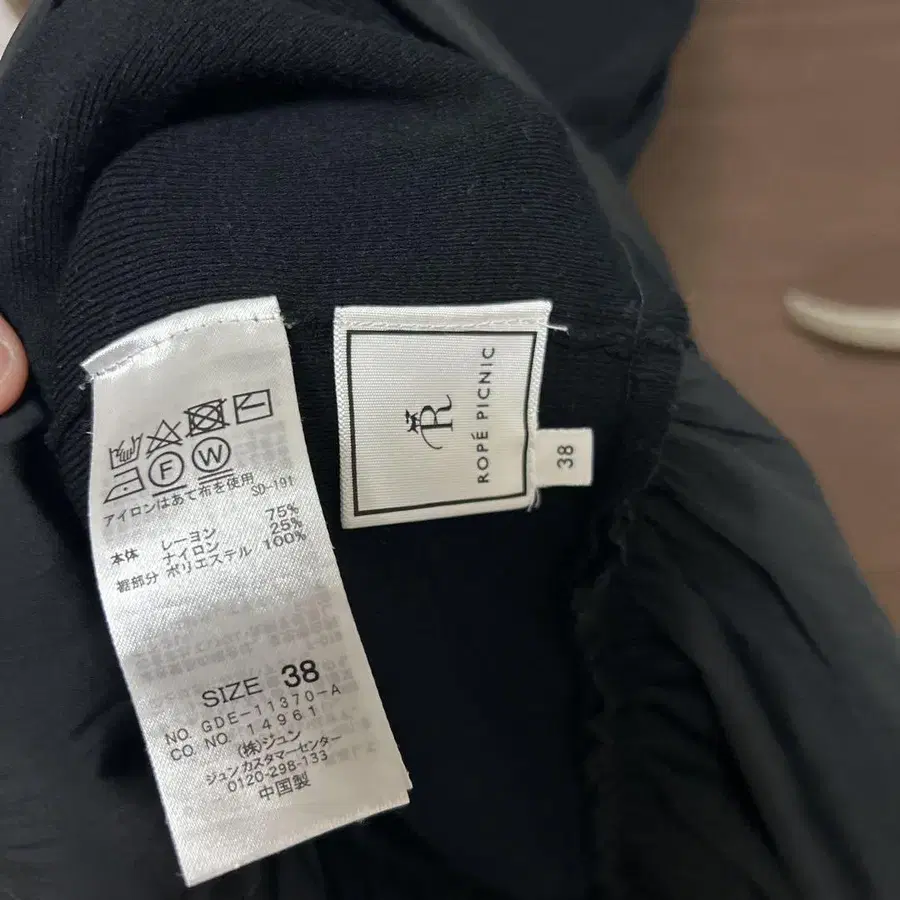 F W
アイロンはあて布を使用
SD-191
本体 レーヨン 75%
ナイロン 25%
裾部分 ポリエステル 100%
SIZE 38
NO. GDE-11370-A
CO. NO. 14961
(株)ジュン
ジュンカスタマーセンター
0120-298-133
中国製
R
ROPÉ PICNIC
38